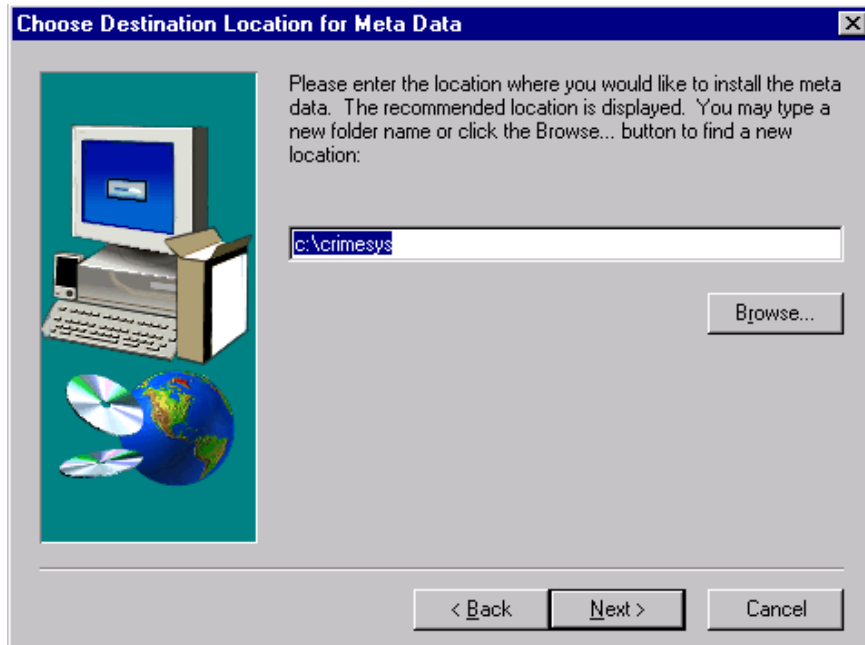 Choose Destination Location for Meta Data
Please enter the location where you would like to install the meta
data. The recommended location is displayed. You may type a
new folder name or click the Browse... button to find a new
location:
c:\crimesys
Browse...
< Back
Next >
Cancel